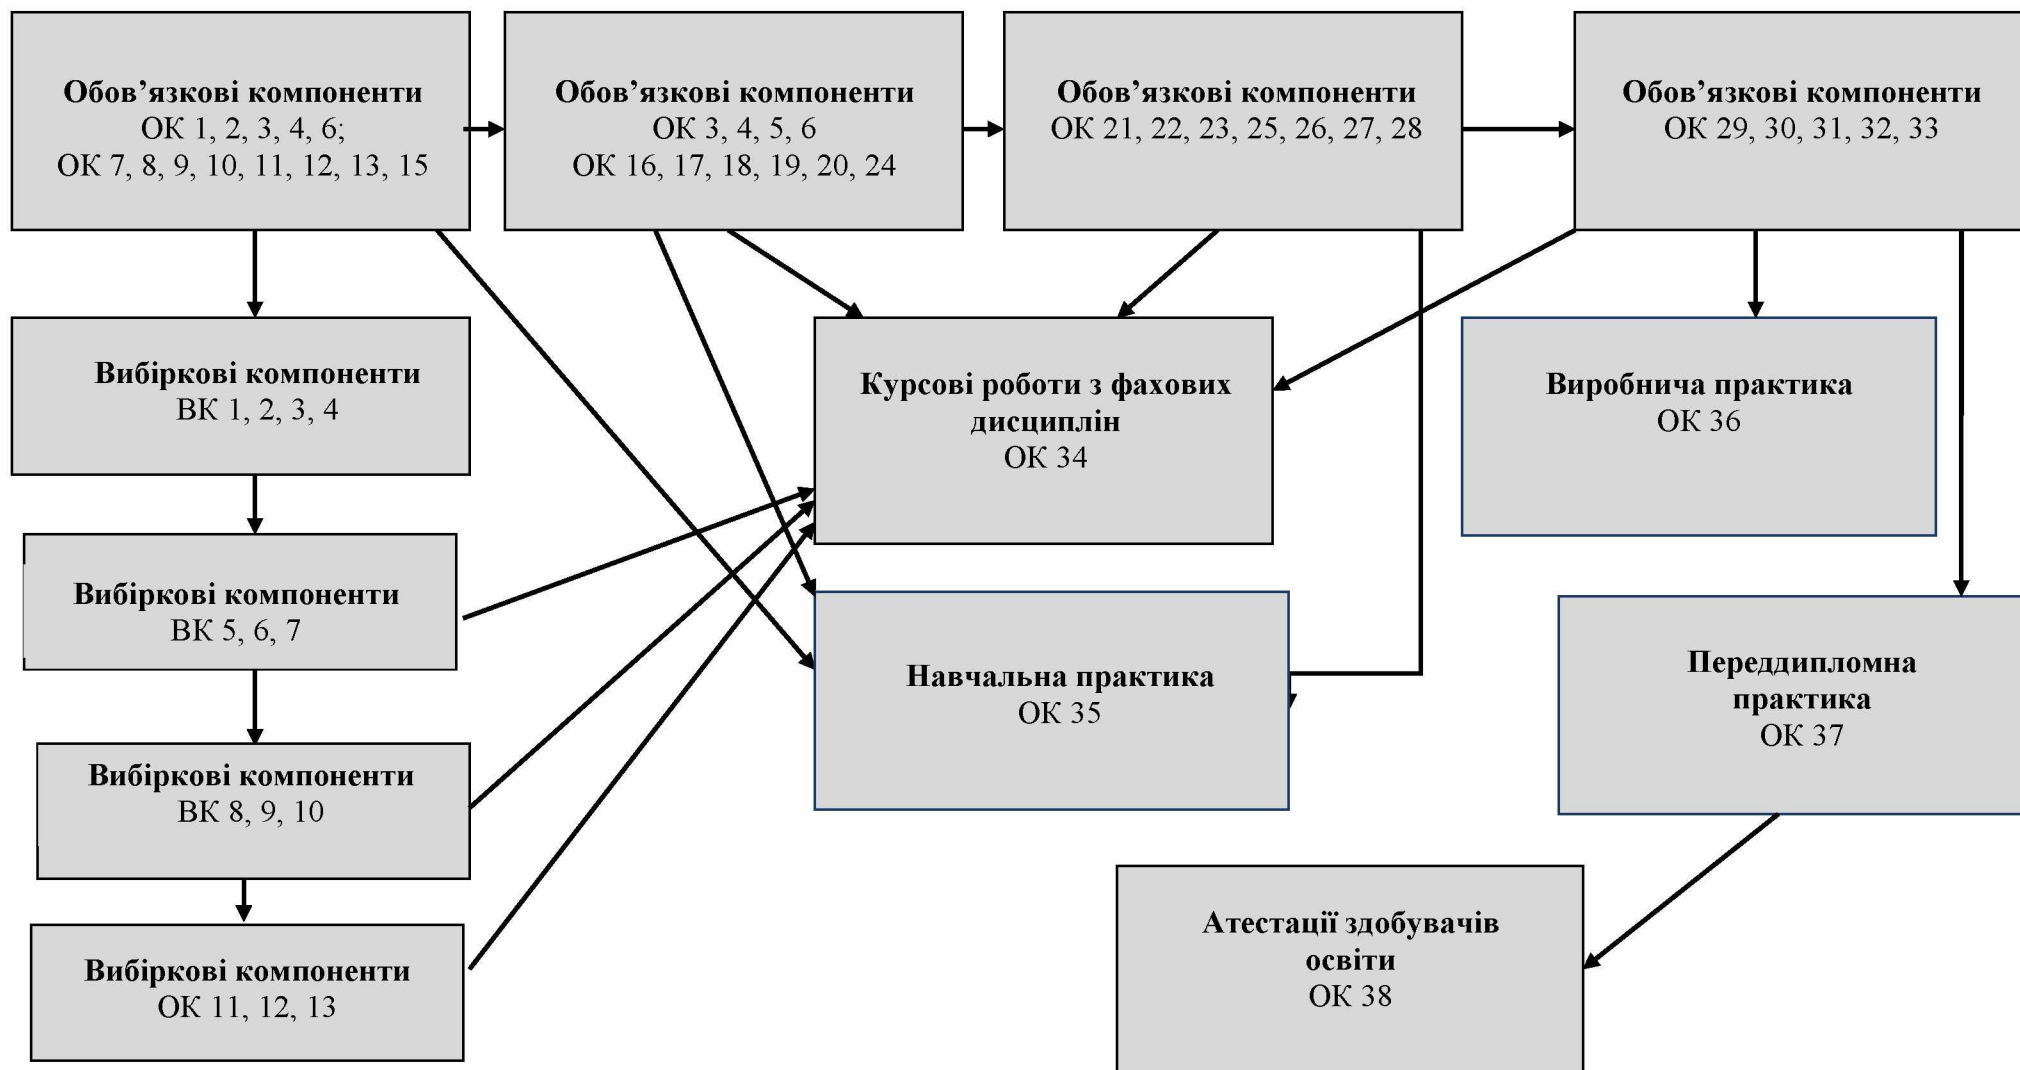 Обов’язкові компоненти
ОК 1, 2, 3, 4, 6;
ОК 7, 8, 9, 10, 11, 12, 13, 15
Обов’язкові компоненти
ОК 3, 4, 5, 6
ОК 16, 17, 18, 19, 20, 24
Обов’язкові компоненти
ОК 21, 22, 23, 25, 26, 27, 28
Обов’язкові компоненти
ОК 29, 30, 31, 32, 33
Вибіркові компоненти
ВК 1, 2, 3, 4
Курсові роботи з фахових
дисциплін
ОК 34
Виробнича практика
ОК 36
Вибіркові компоненти
ВК 5, 6, 7
Навчальна практика
ОК 35
Переддипломна
практика
ОК 37
Вибіркові компоненти
ВК 8, 9, 10
Вибіркові компоненти
ОК 11, 12, 13
Атестації здобувачів
освіти
ОК 38